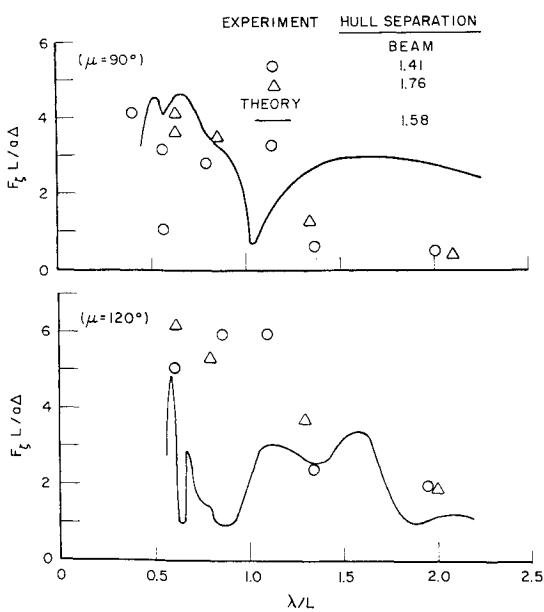 EXPERIMENT HULL SEPARATION
BEAM
(μ=90°)
○ 1.41
△ 1.76
THEORY
1.58
6
4
2
0
F_ζ L/aΔ
(μ=120°)
6
4
2
0
F_ζ L/aΔ
0 0.5 1.0 1.5 2.0 2.5
λ/L